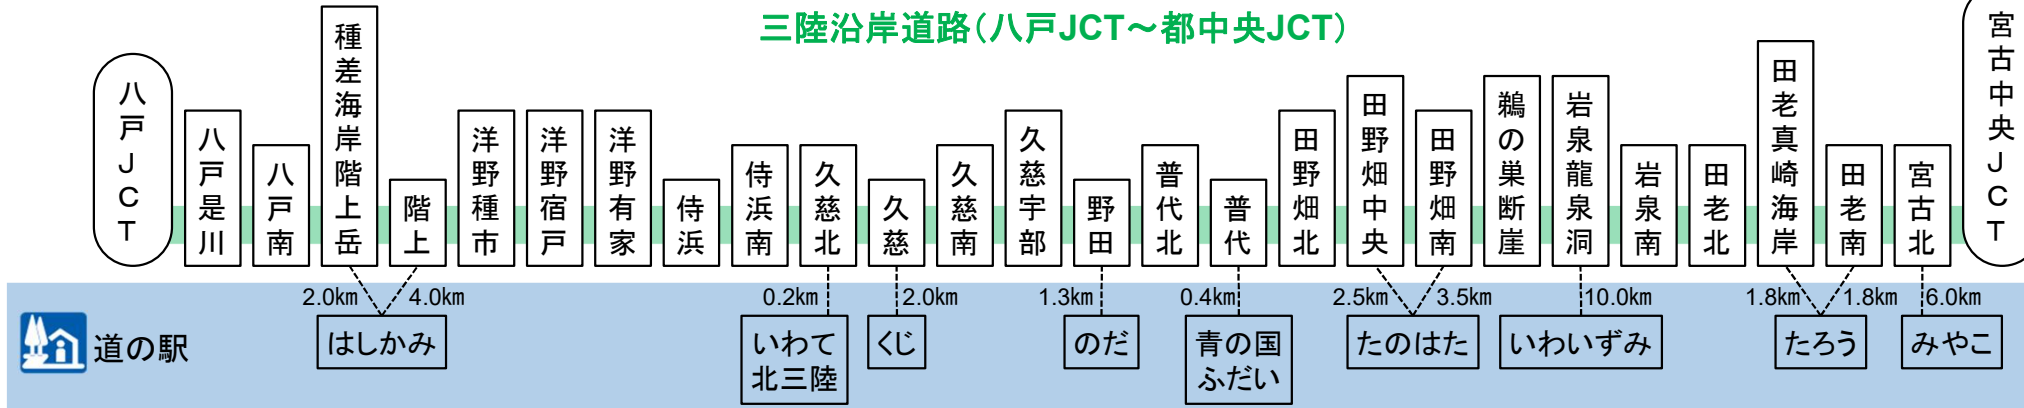 三陸沿岸道路(八戸JCT～都中央JCT)
八戸JCT
八戸是川
八戸南
種差海岸階上岳
階上
洋野種市
洋野宿戸
洋野有家
侍浜
侍浜南
久慈北
久慈
久慈南
久慈宇部
野田
普代北
普代
田野畑北
田野畑中央
田野畑南
鵜の巣断崖
岩泉龍泉洞
岩泉南
田老北
田老真崎海岸
田老南
宮古北
宮古中央JCT
2.0km
4.0km
0.2km
2.0km
1.3km
0.4km
2.5km
3.5km
10.0km
1.8km
1.8km
6.0km
道の駅
はしかみ
いわて
北三陸
くじ
のだ
青の国
ふだい
たのはた
いわいずみ
たろう
みやこ